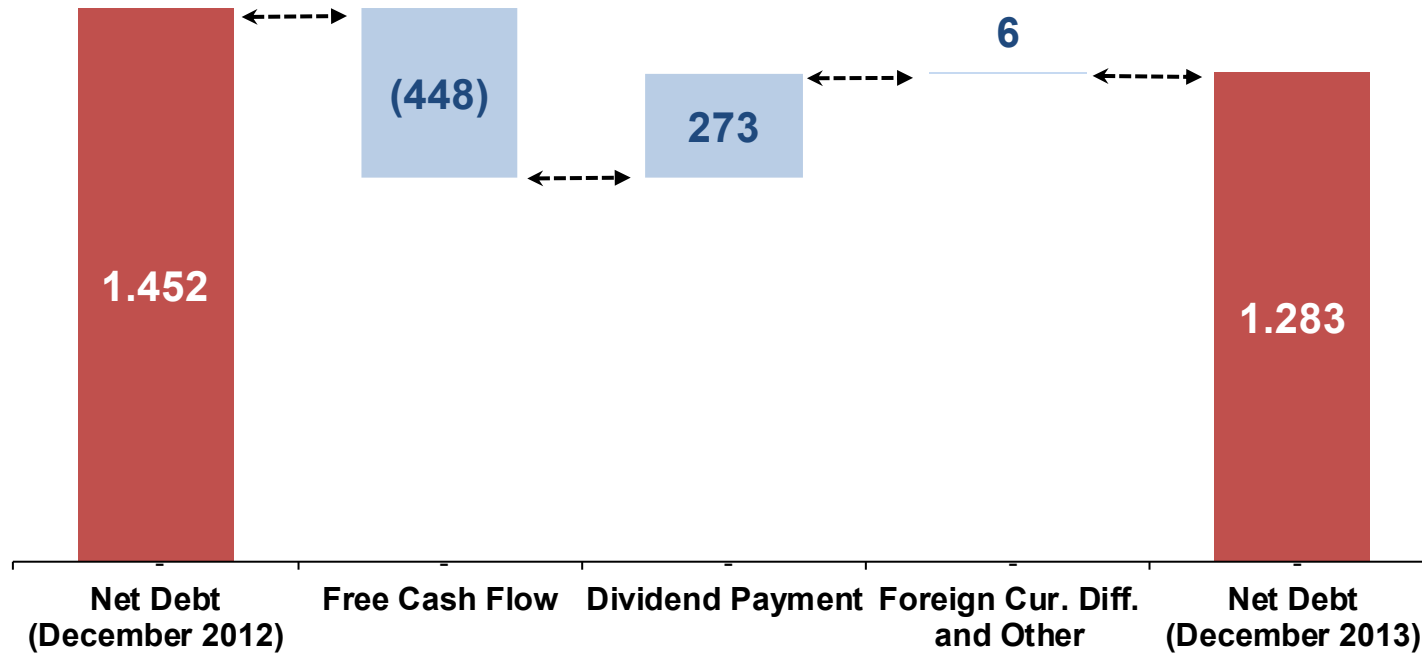 6
(448)
273
1.452
1.283
Net Debt
(December 2012)
Free Cash Flow
Dividend Payment
Foreign Cur. Diff.
and Other
Net Debt
(December 2013)